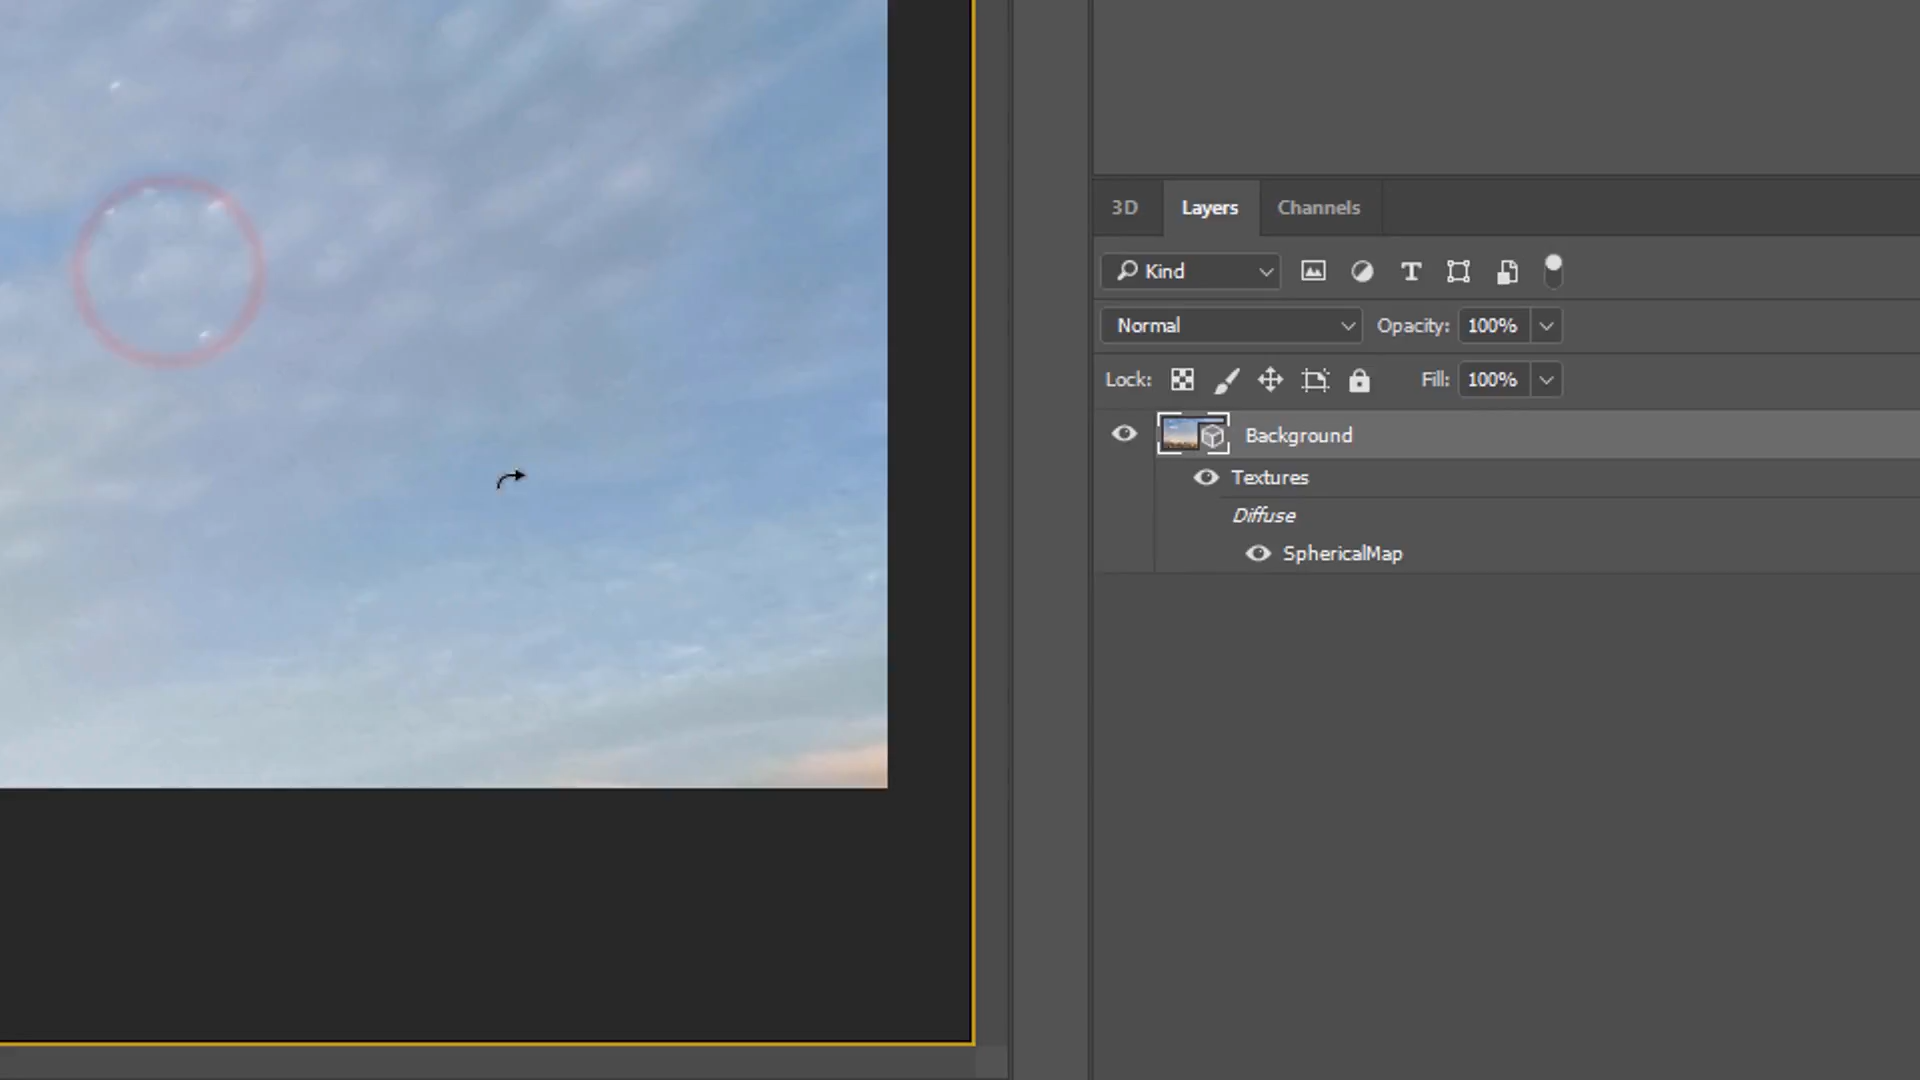 3D Layers Channels
Kind
Normal Opacity: 100%
Lock: Fill: 100%
Background
Textures
Diffuse
SphericalMap